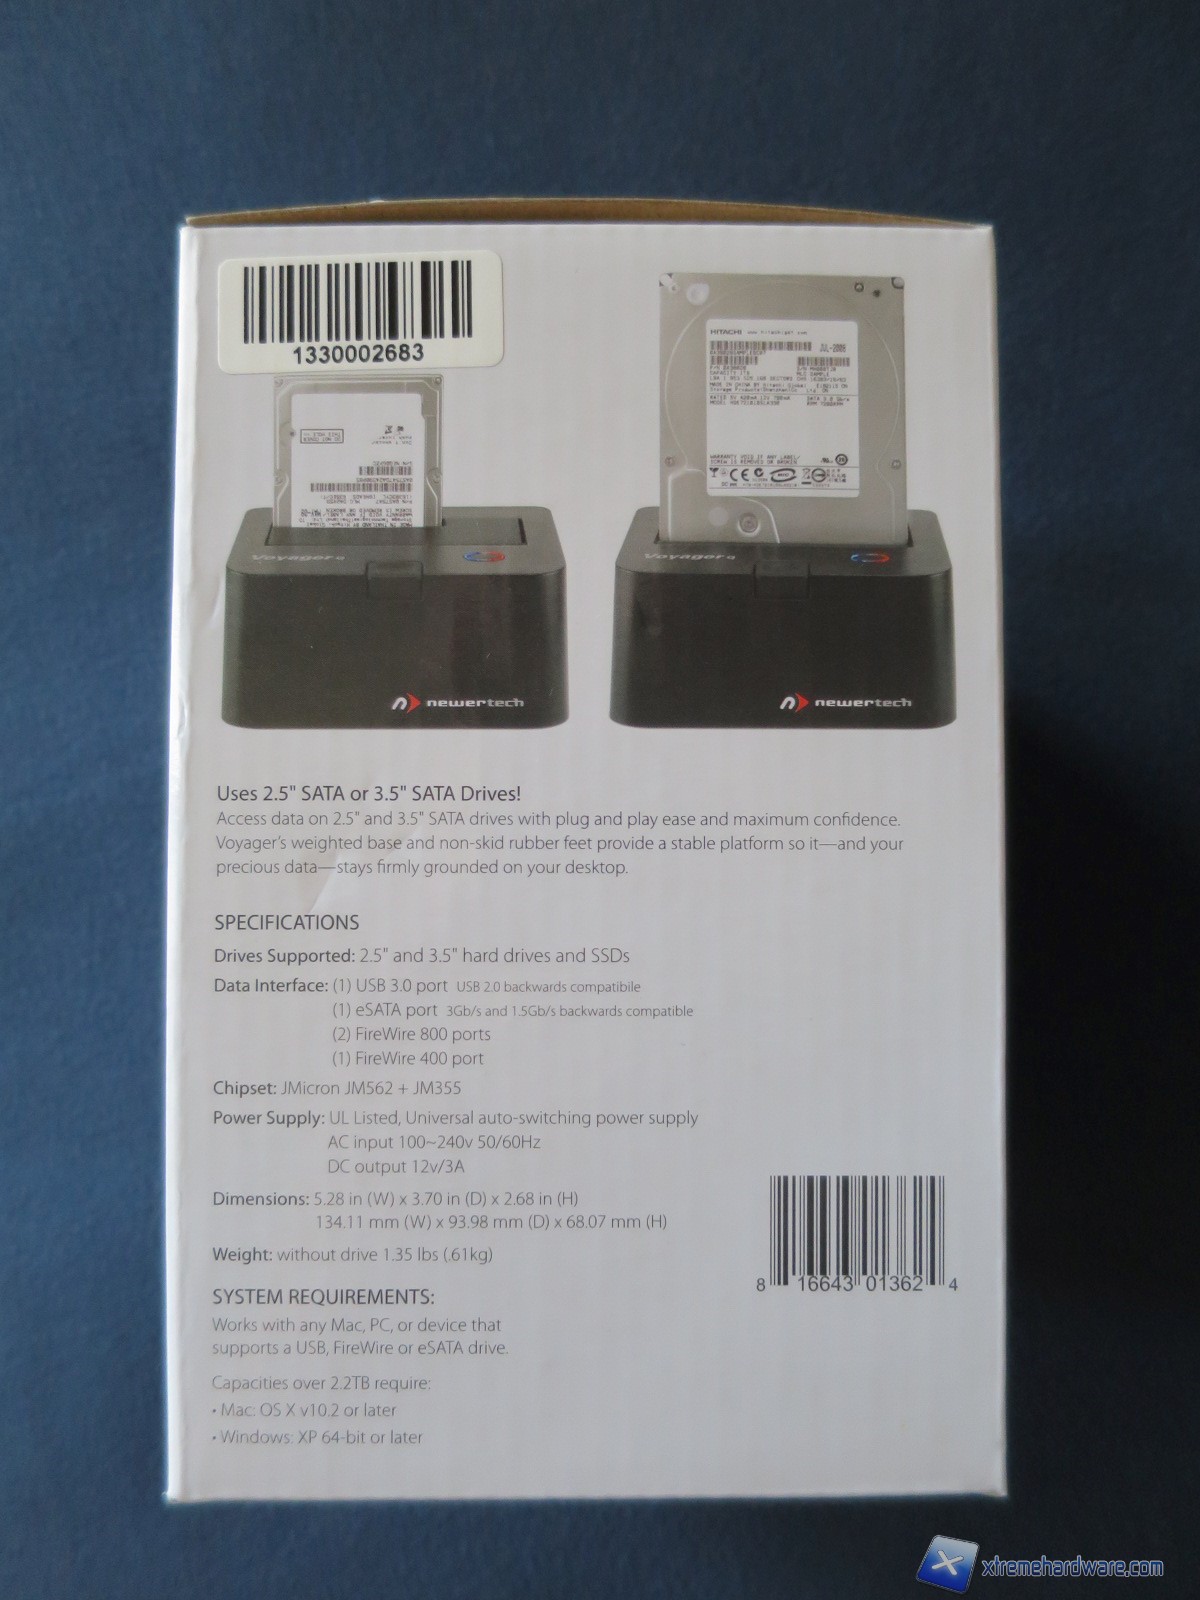 1330002683
HITACHI
Voyager Q
newertech
Voyager Q
newertech
Uses 2.5" SATA or 3.5" SATA Drives!
Access data on 2.5" and 3.5" SATA drives with plug and play ease and maximum confidence.
Voyager's weighted base and non-skid rubber feet provide a stable platform so it—and your
precious data—stays firmly grounded on your desktop.
SPECIFICATIONS
Drives Supported: 2.5" and 3.5" hard drives and SSDs
Data Interface: (1) USB 3.0 port USB 2.0 backwards compatibile
(1) eSATA port 3Gb/s and 1.5Gb/s backwards compatible
(2) FireWire 800 ports
(1) FireWire 400 port
Chipset: JMicron JM562 + JM355
Power Supply: UL Listed, Universal auto-switching power supply
AC input 100~240v 50/60Hz
DC output 12v/3A
Dimensions: 5.28 in (W) x 3.70 in (D) x 2.68 in (H)
134.11 mm (W) x 93.98 mm (D) x 68.07 mm (H)
Weight: without drive 1.35 lbs (.61kg)
8 16643 01362 4
SYSTEM REQUIREMENTS:
Works with any Mac, PC, or device that
supports a USB, FireWire or eSATA drive.
Capacities over 2.2TB require:
• Mac: OS X v10.2 or later
• Windows: XP 64-bit or later
xtremehardware.com